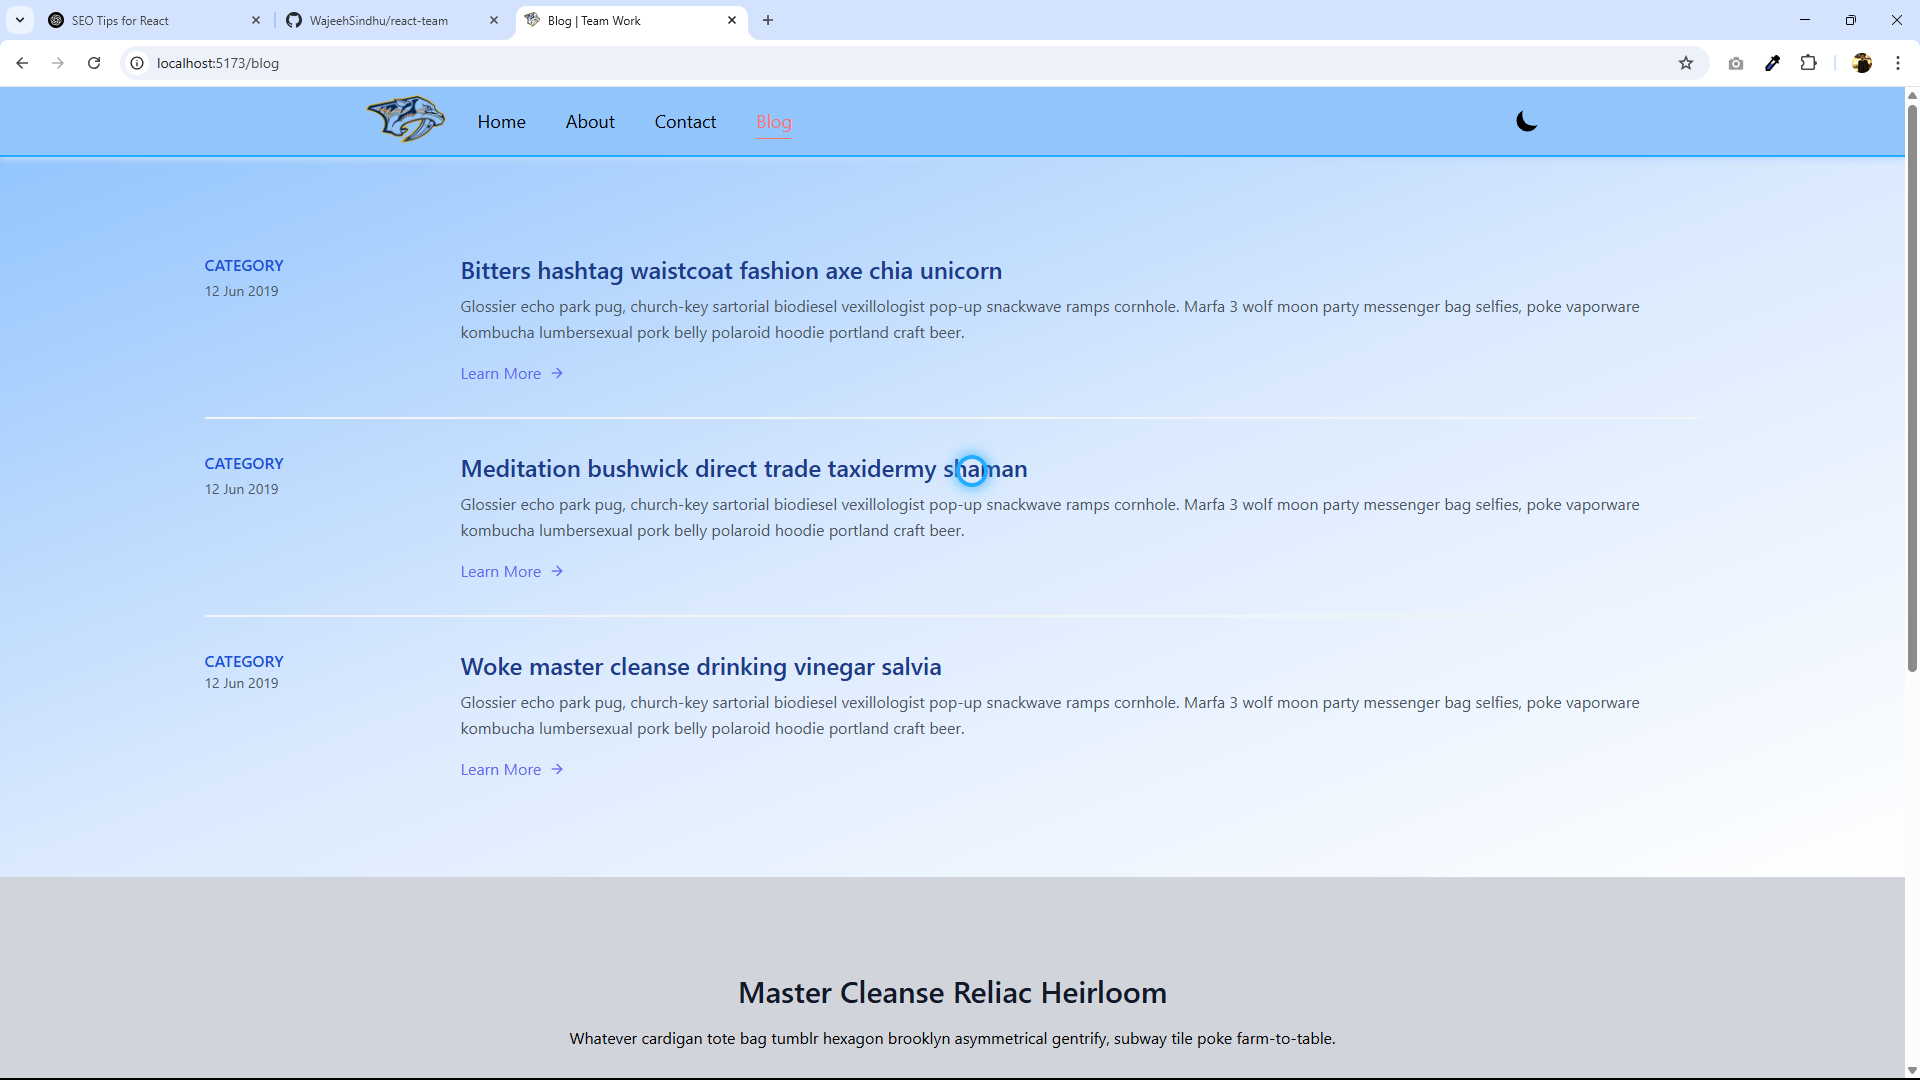 SEO Tips for React
WajeehSindhu/react-team
Blog | Team Work
localhost:5173/blog
Home About Contact Blog
CATEGORY
12 Jun 2019
Bitters hashtag waistcoat fashion axe chia unicorn
Glossier echo park pug, church-key sartorial biodiesel vexillologist pop-up snackwave ramps cornhole. Marfa 3 wolf moon party messenger bag selfies, poke vaporware
kombucha lumbersexual pork belly polaroid hoodie portland craft beer.
Learn More →
CATEGORY
12 Jun 2019
Meditation bushwick direct trade taxidermy shaman
Glossier echo park pug, church-key sartorial biodiesel vexillologist pop-up snackwave ramps cornhole. Marfa 3 wolf moon party messenger bag selfies, poke vaporware
kombucha lumbersexual pork belly polaroid hoodie portland craft beer.
Learn More →
CATEGORY
12 Jun 2019
Woke master cleanse drinking vinegar salvia
Glossier echo park pug, church-key sartorial biodiesel vexillologist pop-up snackwave ramps cornhole. Marfa 3 wolf moon party messenger bag selfies, poke vaporware
kombucha lumbersexual pork belly polaroid hoodie portland craft beer.
Learn More →
Master Cleanse Reliac Heirloom
Whatever cardigan tote bag tumblr hexagon brooklyn asymmetrical gentrify, subway tile poke farm-to-table.